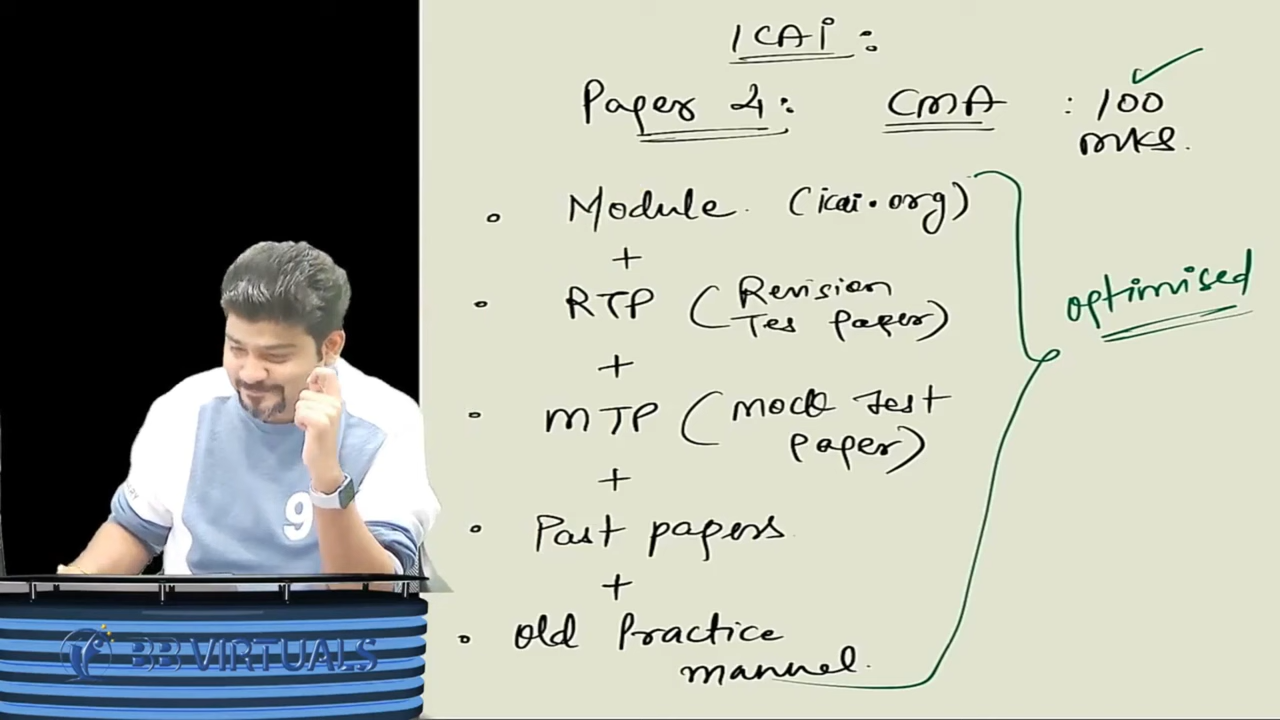 ICAI :
Paper 4 : CMA : 100
mks.
Module. (icai.org)
+
RTP (Revision
Tes paper)
+
MTP (Mock Test
paper)
+
Past papers
+
Old Practice
manual.
optimised
9
BB VIRTUALS